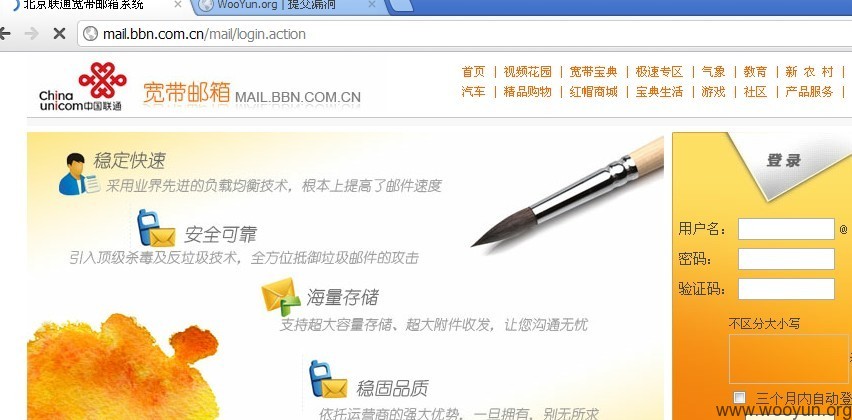 北京联通宽带邮箱系统
WooYun.org | 提交漏洞
mail.bbn.com.cn/mail/login.action
China unicom中国联通
宽带邮箱 MAIL.BBN.COM.CN
首页 | 视频花园 | 宽带宝典 | 极速专区 | 气象 | 教育 | 新 农 村 |
汽车 | 精品购物 | 红帽商城 | 宝典生活 | 游戏 | 社区 | 产品服务 |
稳定快速
采用业界先进的负载均衡技术，根本上提高了邮件速度
安全可靠
引入顶级杀毒及反垃圾技术，全方位抵御垃圾邮件的攻击
海量存储
支持超大容量存储、超大附件收发，让您沟通无忧
稳固品质
依托运营商的强大优势，一旦拥有，别无所求
登录
用户名： @
密码：
验证码：
不区分大小写
三个月内自动登
www.wooyun.org